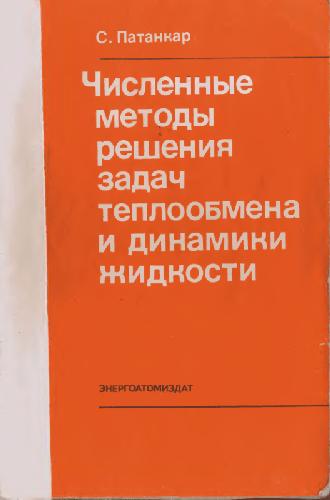 С. Патанкар
Численные
методы
решения
задач
теплообмена
и динамики
жидкости
ЭНЕРГОАТОМИЗДАТ